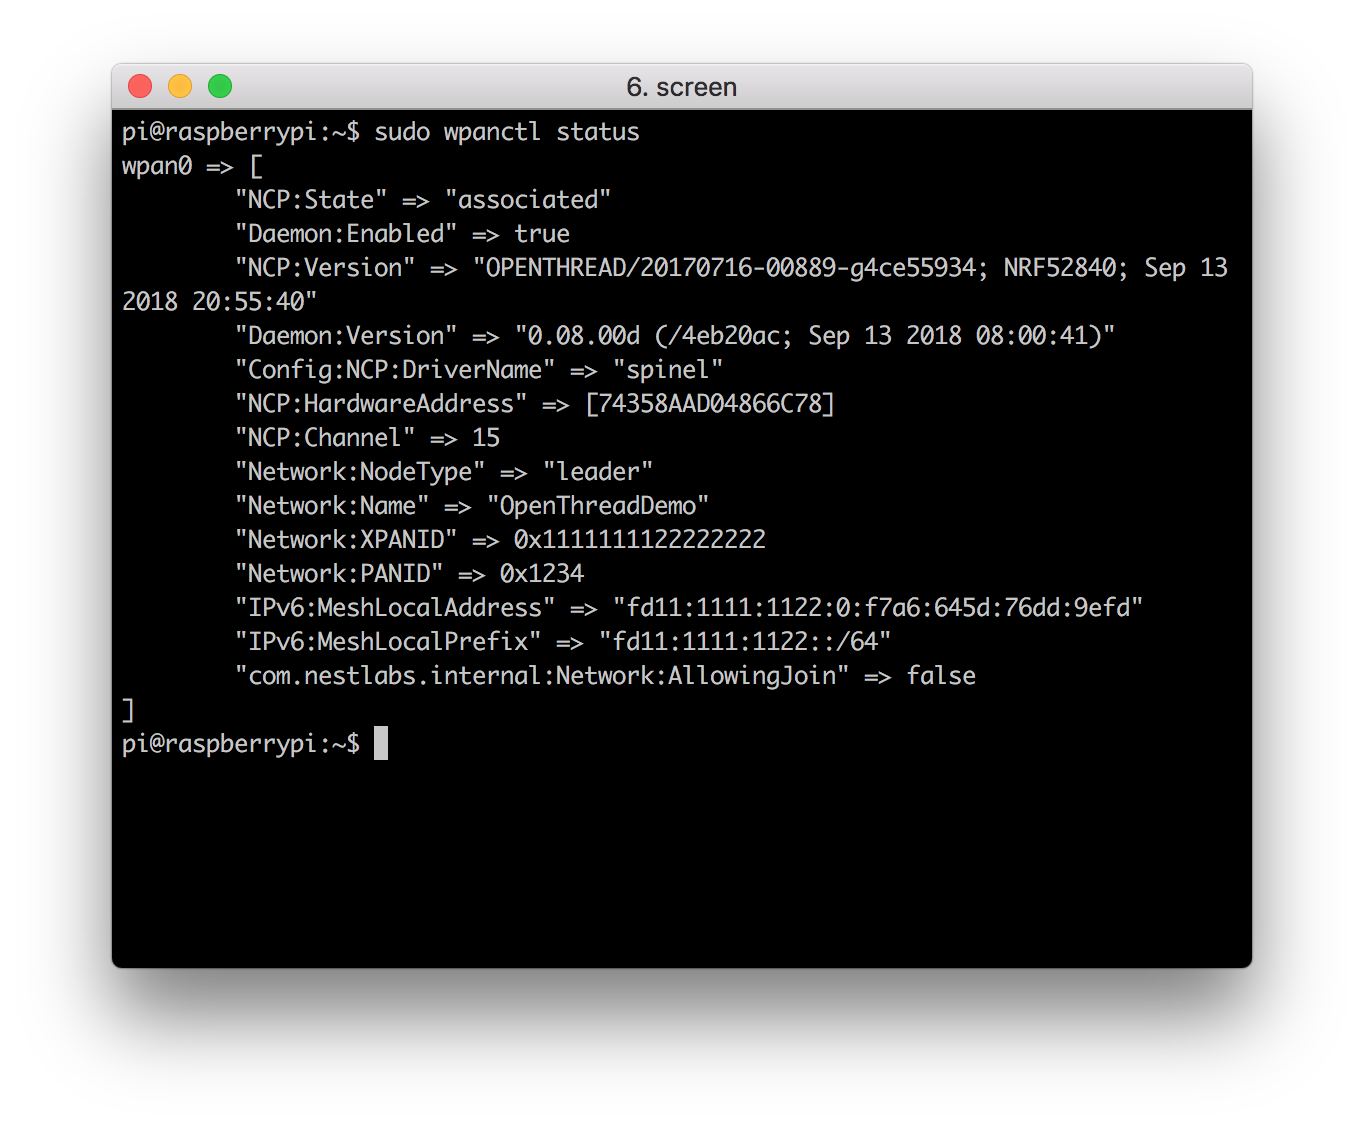 6. screen
pi@raspberrypi:~$ sudo wpanctl status
wpan0 => [
        "NCP:State" => "associated"
        "Daemon:Enabled" => true
        "NCP:Version" => "OPENTHREAD/20170716-00889-g4ce55934; NRF52840; Sep 13
2018 20:55:40"
        "Daemon:Version" => "0.08.00d (/4eb20ac; Sep 13 2018 08:00:41)"
        "Config:NCP:DriverName" => "spinel"
        "NCP:HardwareAddress" => [74358AAD04866C78]
        "NCP:Channel" => 15
        "Network:NodeType" => "leader"
        "Network:Name" => "OpenThreadDemo"
        "Network:XPANID" => 0x1111111122222222
        "Network:PANID" => 0x1234
        "IPv6:MeshLocalAddress" => "fd11:1111:1122:0:f7a6:645d:76dd:9efd"
        "IPv6:MeshLocalPrefix" => "fd11:1111:1122::/64"
        "com.nestlabs.internal:Network:AllowingJoin" => false
]
pi@raspberrypi:~$